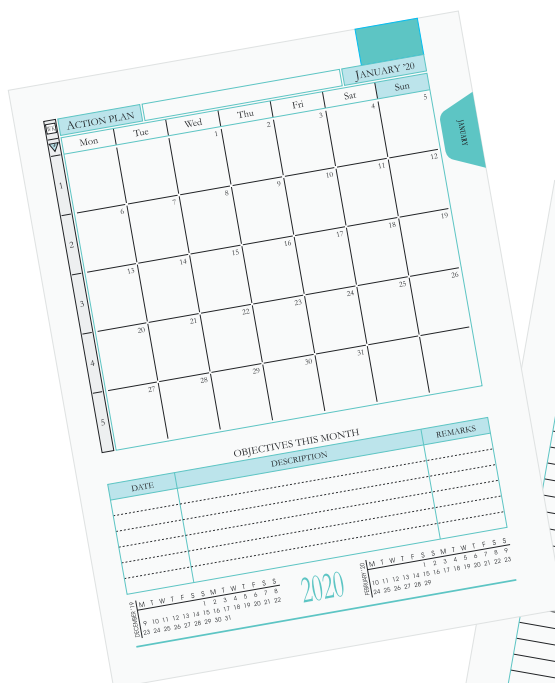 JANUARY '20
ACTION PLAN
Mon Tue Wed Thu Fri Sat Sun
1 2 3 4 5
1
6 7 8 9 10 11 12
2
13 14 15 16 17 18 19
3
20 21 22 23 24 25 26
4
27 28 29 30 31
5
JANUARY
OBJECTIVES THIS MONTH
DATE DESCRIPTION REMARKS
DECEMBER '19
M T W T F S S M T W T F S S
1 2 3 4 5 6 7 8
9 10 11 12 13 14 15 16 17 18 19 20 21 22
23 24 25 26 27 28 29 30 31
2020
FEBRUARY '20
M T W T F S S M T W T F S S
1 2 3 4 5 6 7 8 9
10 11 12 13 14 15 16 17 18 19 20 21 22 23
24 25 26 27 28 29